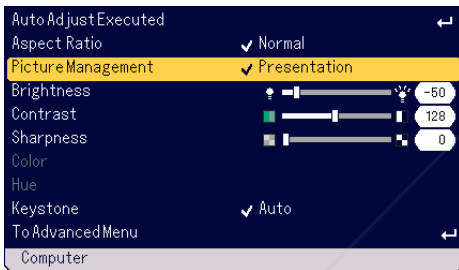 Auto Adjust Executed
Aspect Ratio Normal
Picture Management Presentation
Brightness -50
Contrast 128
Sharpness 0
Color
Hue
Keystone Auto
To Advanced Menu
Computer